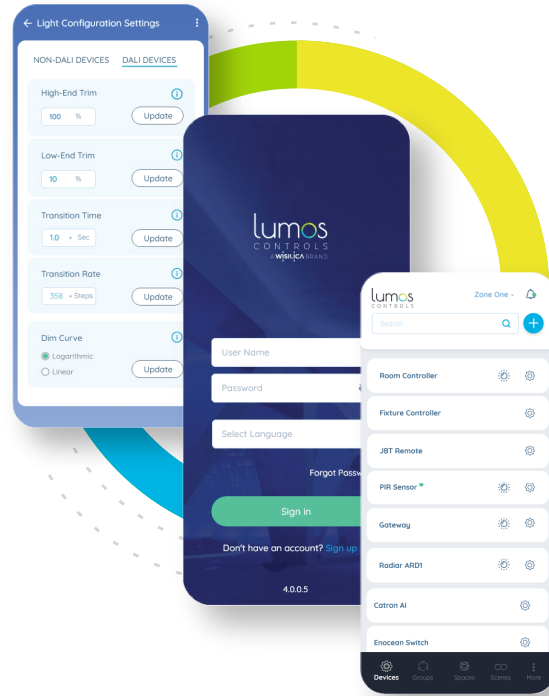 Light Configuration Settings
NON-DALI DEVICES DALI DEVICES
High-End Trim
100 %
Update
Low-End Trim
10 %
Update
Transition Time
1.0 Sec
Update
Transition Rate
358 Steps
Update
Dim Curve
Logarithmic
Linear
Update
lumos
CONTROLS
A WISILICA BRAND
User Name
Password
Select Language
Forgot Passw
Sign in
Don't have an account? Sign up
4.0.0.5
lumos
CONTROLS
Zone One
Search
Room Controller
Fixture Controller
JBT Remote
PIR Sensor
Gateway
Radiar ARD1
Catron AI
Enocean Switch
Devices Groups Spaces Scenes More